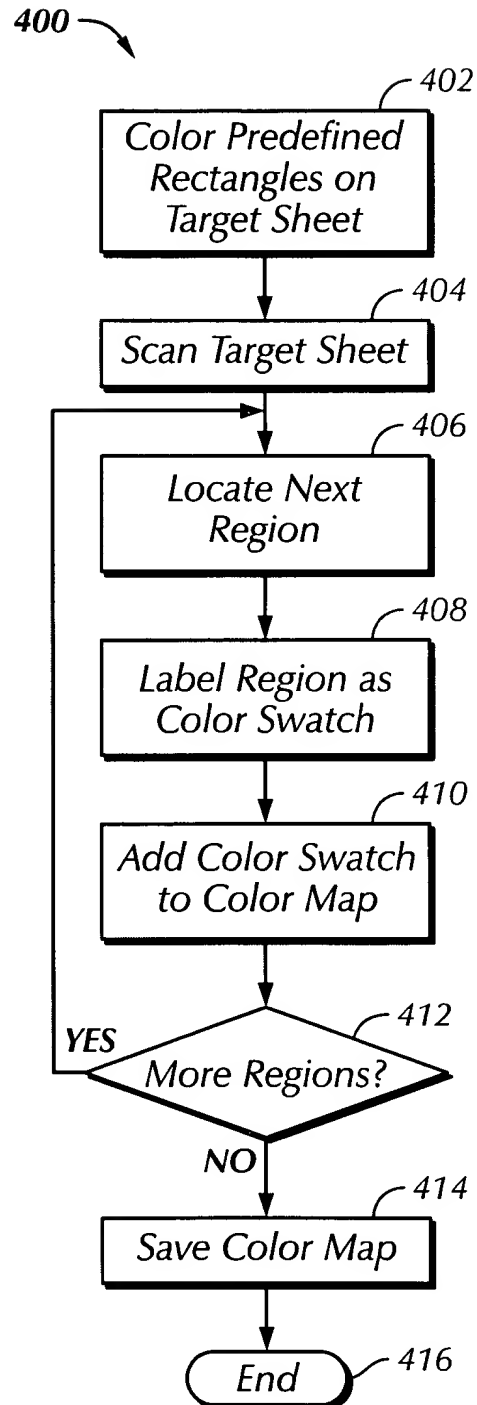 400
402
Color Predefined
Rectangles on
Target Sheet
404
Scan Target Sheet
406
Locate Next
Region
408
Label Region as
Color Swatch
410
Add Color Swatch
to Color Map
412
YES
More Regions?
NO
414
Save Color Map
End
416